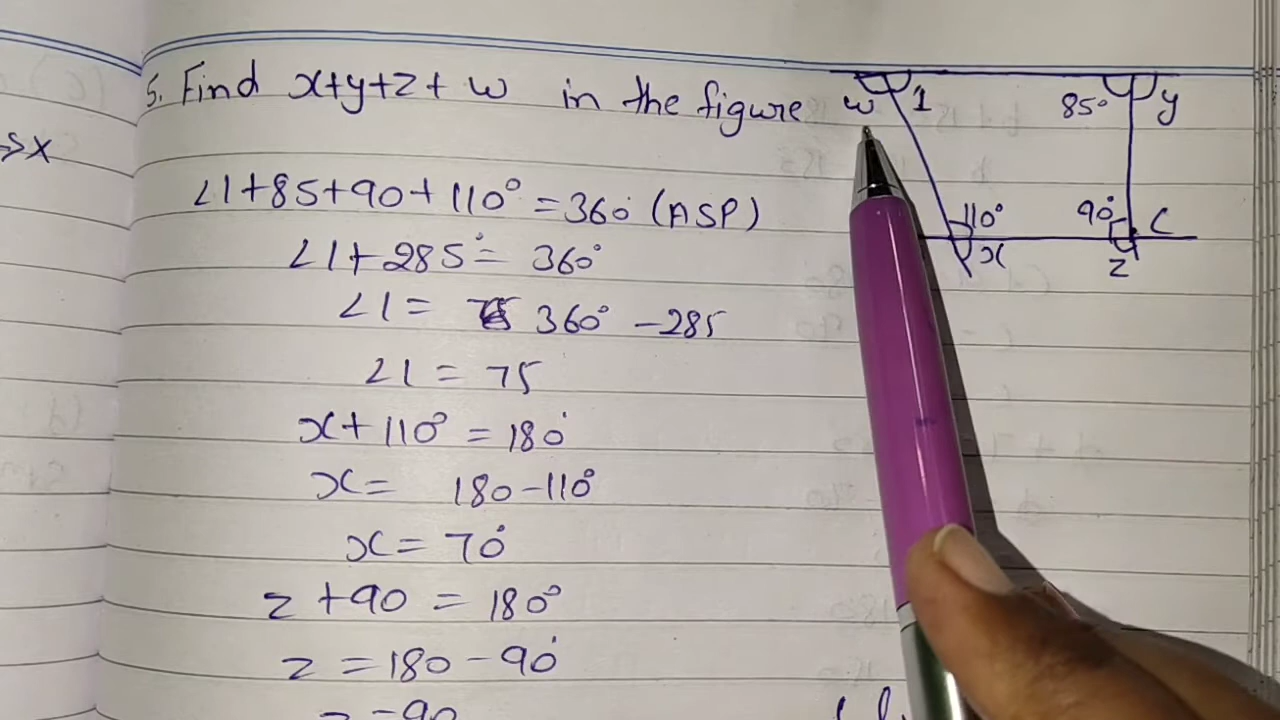 5. Find x+y+z+ w in the figure
w 1 85° y
110° 90° C
x z
⇒ x
∠1+85+90+110° = 360° (ASP)
∠1+285° = 360°
∠1 = 360° -285
∠1 = 75
x+110° = 180°
x = 180-110°
x = 70°
z +90 = 180°
z = 180-90°
z = 90